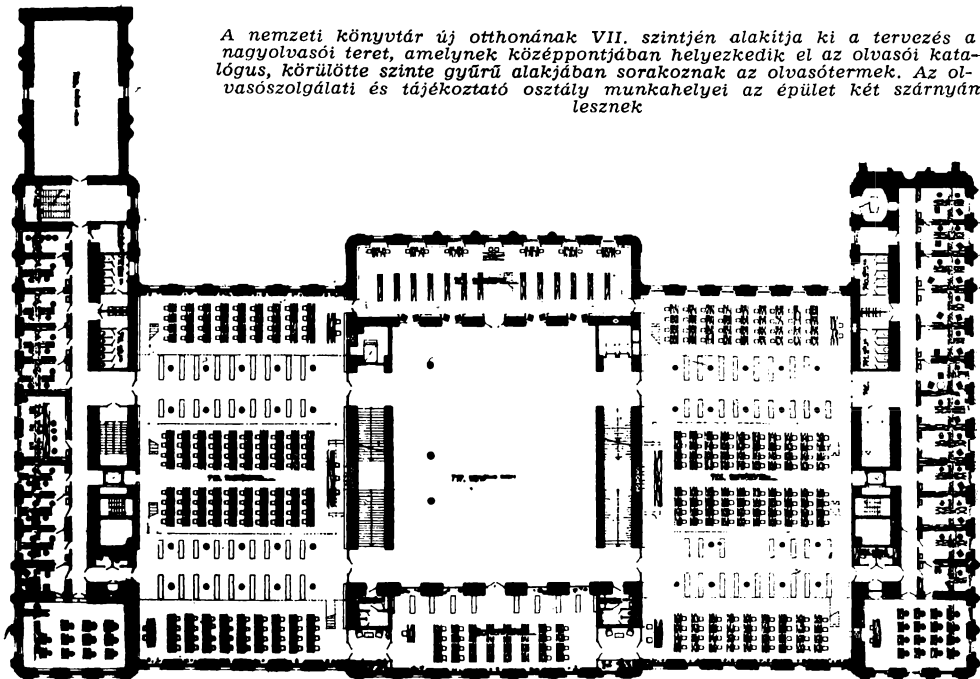 A nemzeti könyvtár új otthonának VII. szintjén alakítja ki a tervezés a
nagyolvasói teret, amelynek középpontjában helyezkedik el az olvasói kata-
lógus, körülötte szinte gyűrű alakjában sorakoznak az olvasótermek. Az ol-
vasószolgálati és tájékoztató osztály munkahelyei az épület két szárnyán
lesznek